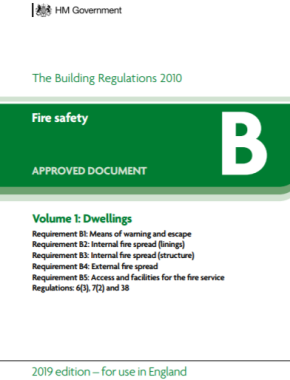 HM Government
The Building Regulations 2010
Fire safety
B
APPROVED DOCUMENT
Volume 1: Dwellings
Requirement B1: Means of warning and escape
Requirement B2: Internal fire spread (linings)
Requirement B3: Internal fire spread (structure)
Requirement B4: External fire spread
Requirement B5: Access and facilities for the fire service
Regulations: 6(3), 7(2) and 38
2019 edition – for use in England